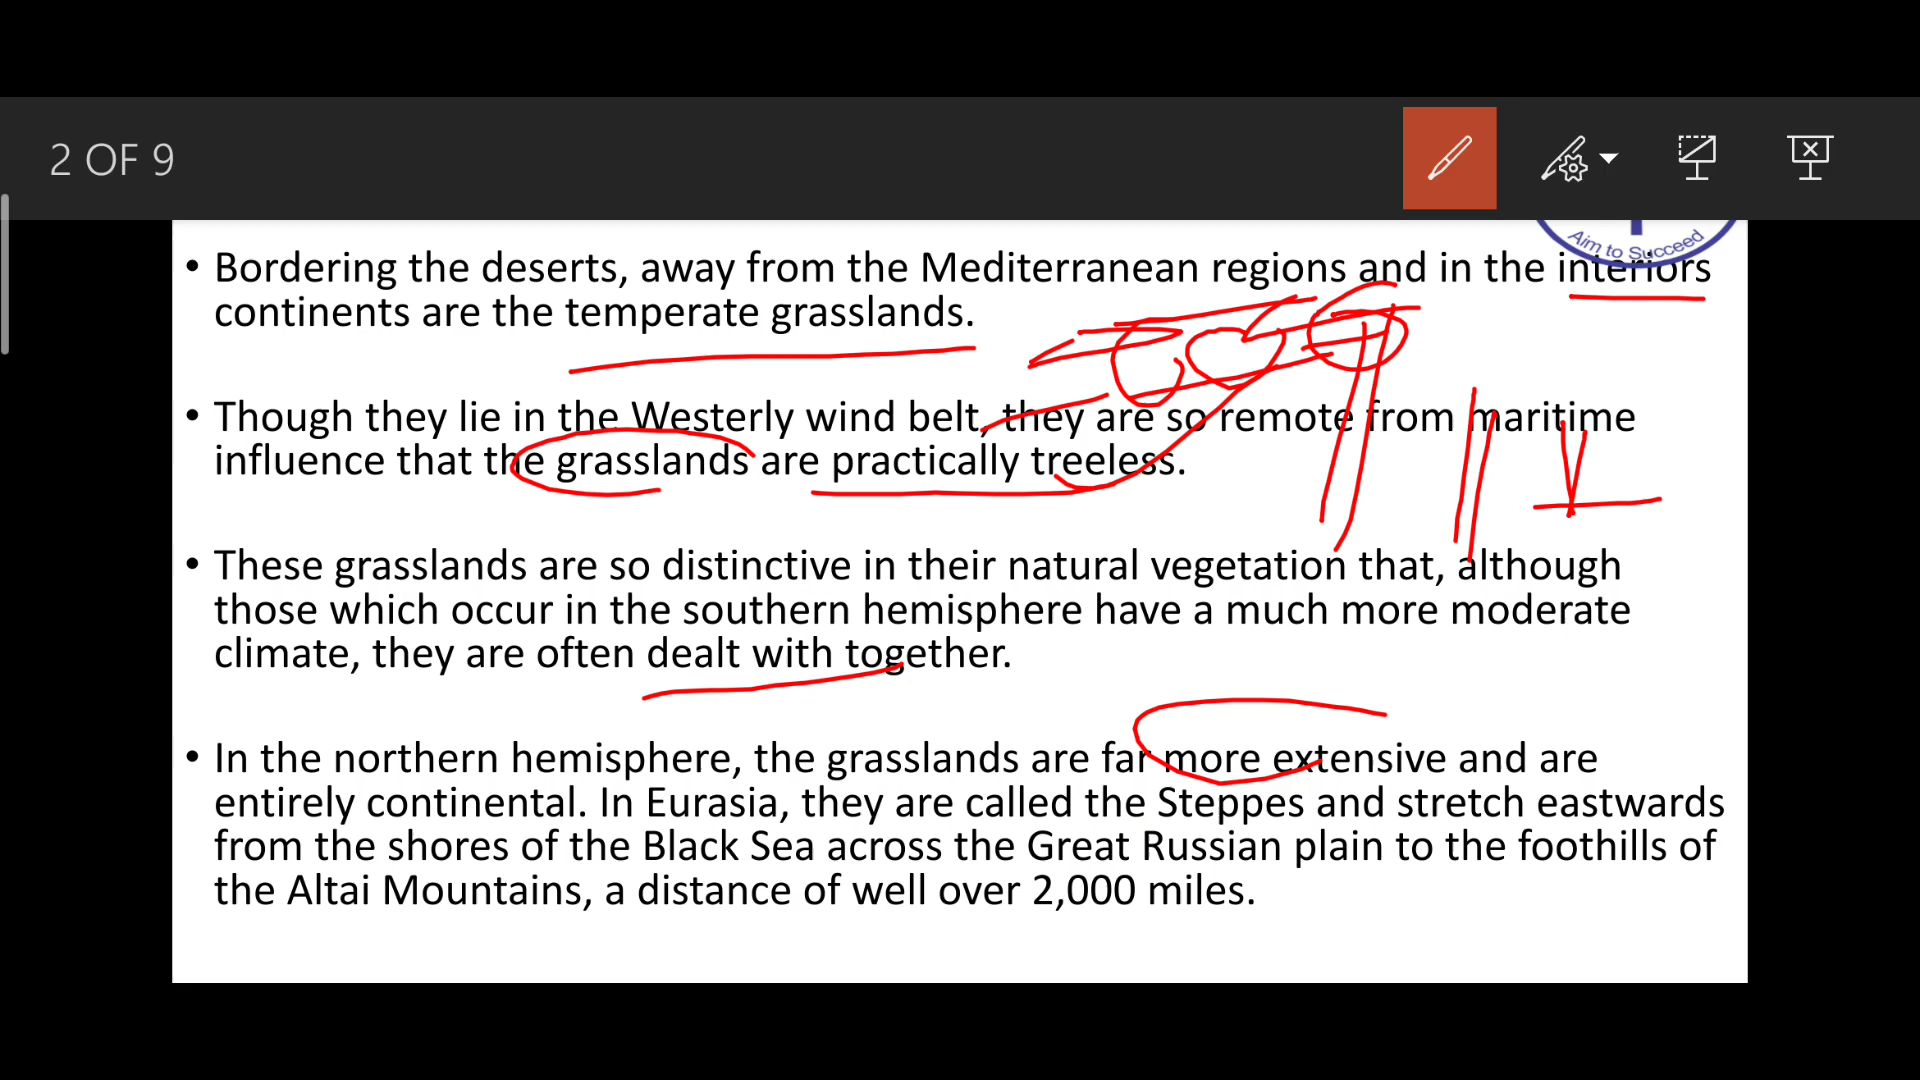 2 OF 9
Aim to Succeed
• Bordering the deserts, away from the Mediterranean regions and in the interiors
continents are the temperate grasslands.
• Though they lie in the Westerly wind belt, they are so remote from maritime
influence that the grasslands are practically treeless.
• These grasslands are so distinctive in their natural vegetation that, although
those which occur in the southern hemisphere have a much more moderate
climate, they are often dealt with together.
• In the northern hemisphere, the grasslands are far more extensive and are
entirely continental. In Eurasia, they are called the Steppes and stretch eastwards
from the shores of the Black Sea across the Great Russian plain to the foothills of
the Altai Mountains, a distance of well over 2,000 miles.